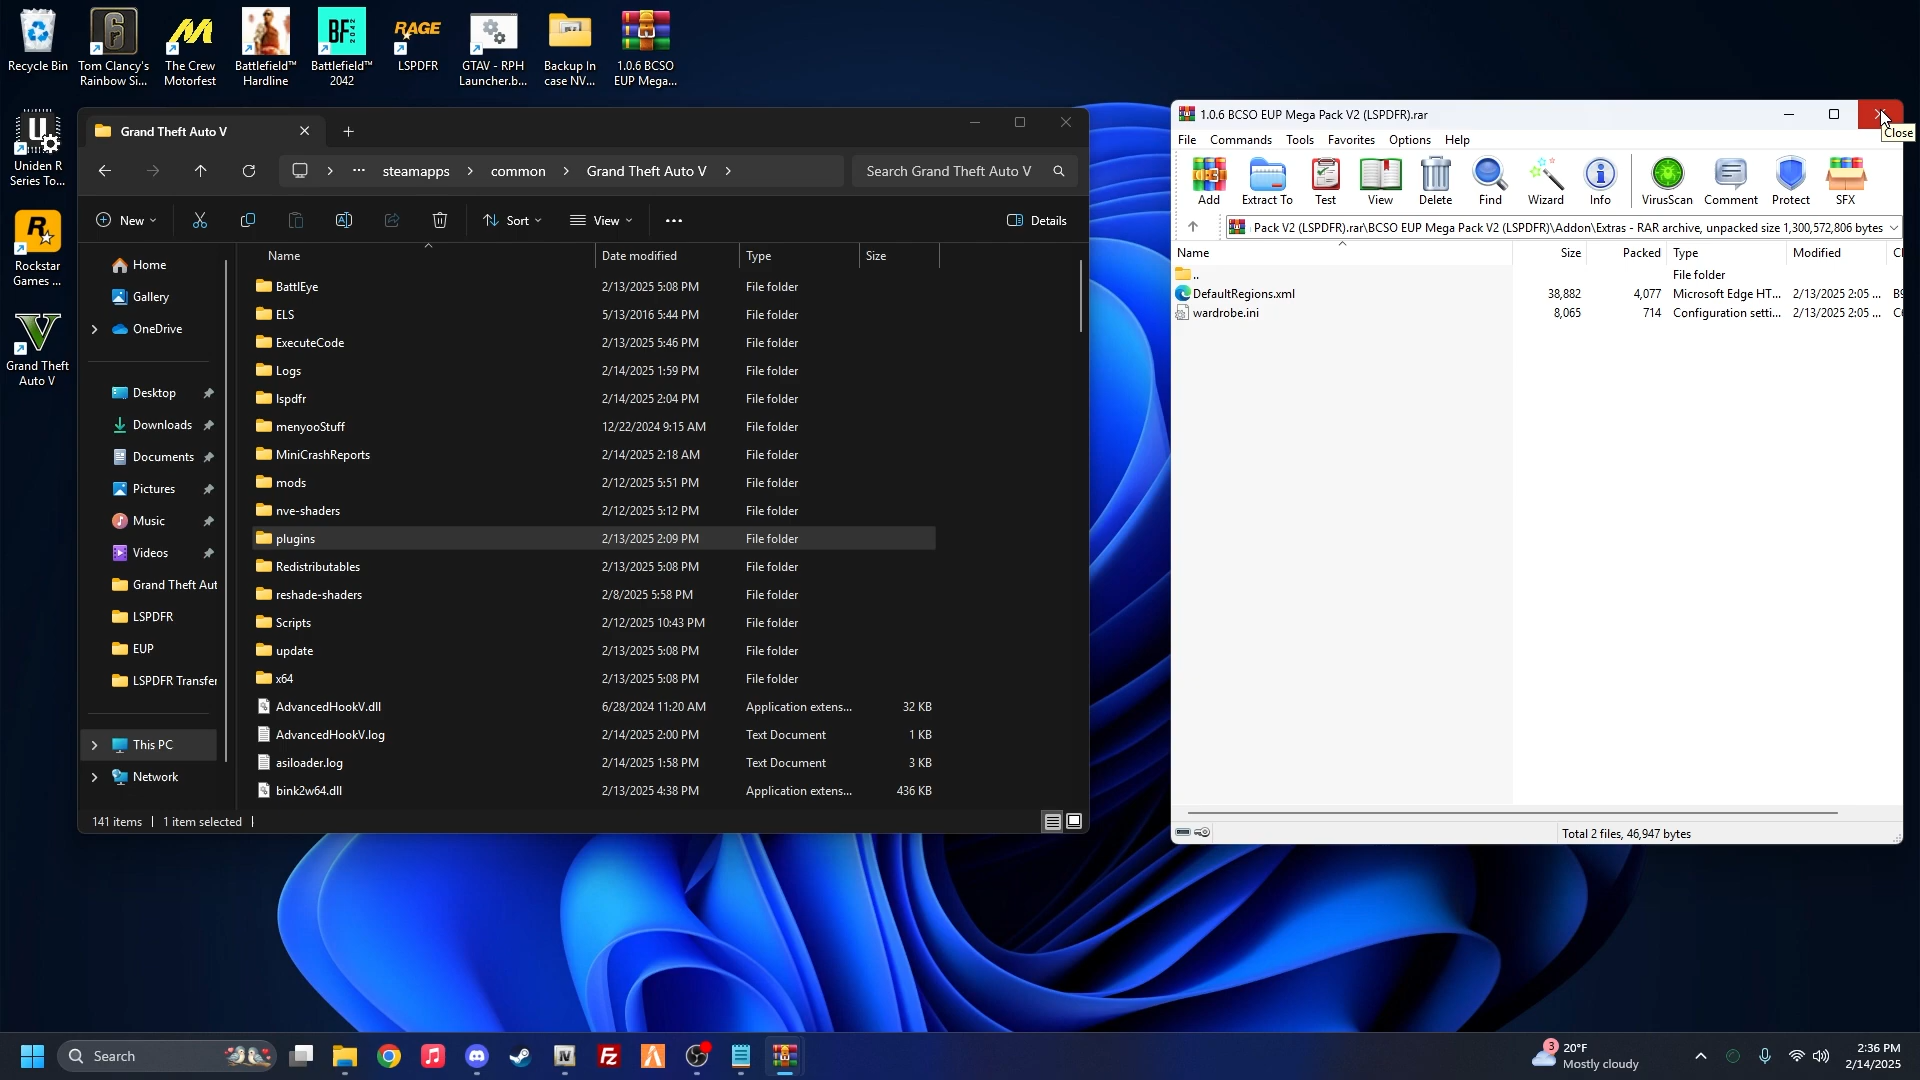 Recycle Bin
Tom Clancy's
Rainbow Si...
The Crew
Motorfest
Battlefield™
Hardline
BF
2042
Battlefield™
2042
RAGE
LSPDFR
GTAV - RPH
Launcher.b...
Backup In
case NV...
1.0.6 BCSO
EUP Mega...
Uniden R
Series To...
Rockstar
Games ...
Grand Theft
Auto V
Grand Theft Auto V
steamapps
common
Grand Theft Auto V
Search Grand Theft Auto V
New
Sort
View
Details
Home
Gallery
OneDrive
Desktop
Downloads
Documents
Pictures
Music
Videos
Grand Theft Aut
LSPDFR
EUP
LSPDFR Transfer
This PC
Network
Name Date modified Type Size
BattlEye 2/13/2025 5:08 PM File folder
ELS 5/13/2016 5:44 PM File folder
ExecuteCode 2/13/2025 5:46 PM File folder
Logs 2/14/2025 1:59 PM File folder
lspdfr 2/14/2025 2:04 PM File folder
menyooStuff 12/22/2024 9:15 AM File folder
MiniCrashReports 2/14/2025 2:18 AM File folder
mods 2/12/2025 5:51 PM File folder
nve-shaders 2/12/2025 5:12 PM File folder
plugins 2/13/2025 2:09 PM File folder
Redistributables 2/13/2025 5:08 PM File folder
reshade-shaders 2/8/2025 5:58 PM File folder
Scripts 2/12/2025 10:43 PM File folder
update 2/13/2025 5:08 PM File folder
x64 2/13/2025 5:08 PM File folder
AdvancedHookV.dll 6/28/2024 11:20 AM Application extens... 32 KB
AdvancedHookV.log 2/14/2025 2:00 PM Text Document 1 KB
asiloader.log 2/14/2025 1:58 PM Text Document 3 KB
bink2w64.dll 2/13/2025 4:38 PM Application extens... 436 KB
141 items 1 item selected
1.0.6 BCSO EUP Mega Pack V2 (LSPDFR).rar
Close
File Commands Tools Favorites Options Help
Add Extract To Test View Delete Find Wizard Info VirusScan Comment Protect SFX
Pack V2 (LSPDFR).rar\BCSO EUP Mega Pack V2 (LSPDFR)\Addon\Extras - RAR archive, unpacked size 1,300,572,806 bytes
Name Size Packed Type Modified
.. File folder
DefaultRegions.xml 38,882 4,077 Microsoft Edge HT... 2/13/2025 2:05 ...
wardrobe.ini 8,065 714 Configuration setti... 2/13/2025 2:05 ...
Total 2 files, 46,947 bytes
Search
3
20°F
Mostly cloudy
2:36 PM
2/14/2025